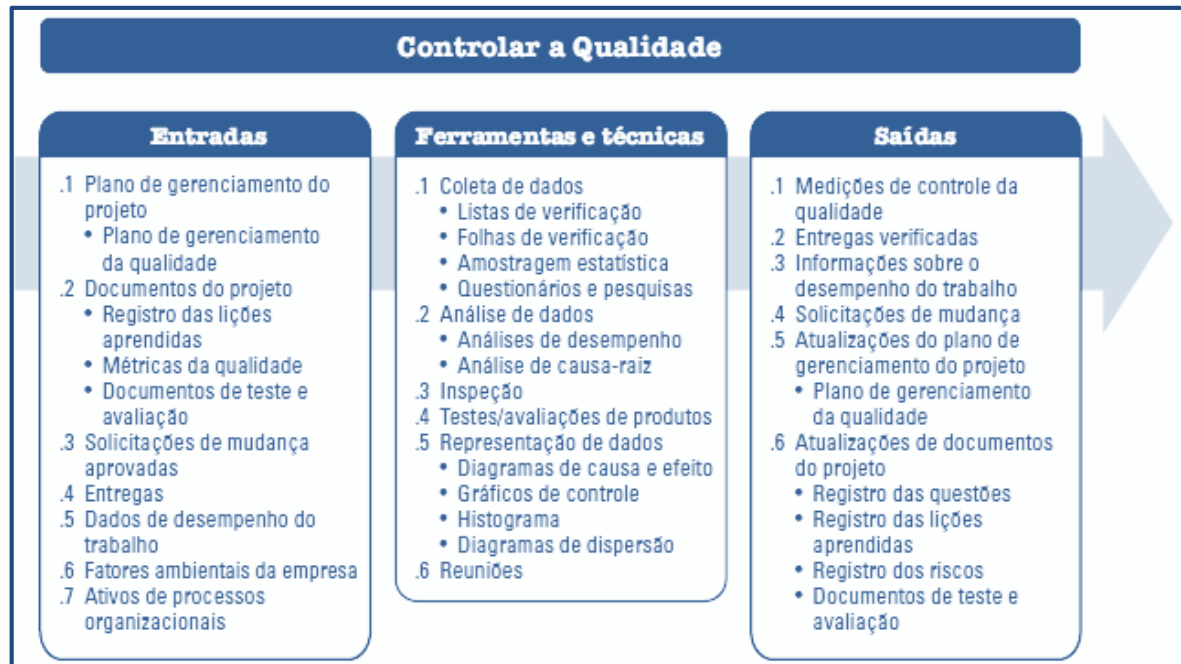 Controlar a Qualidade
Entradas
.1 Plano de gerenciamento do
projeto
• Plano de gerenciamento
da qualidade
.2 Documentos do projeto
• Registro das lições
aprendidas
• Métricas da qualidade
• Documentos de teste e
avaliação
.3 Solicitações de mudança
aprovadas
.4 Entregas
.5 Dados de desempenho do
trabalho
.6 Fatores ambientais da empresa
.7 Ativos de processos
organizacionais
Ferramentas e técnicas
.1 Coleta de dados
• Listas de verificação
• Folhas de verificação
• Amostragem estatística
• Questionários e pesquisas
.2 Análise de dados
• Análises de desempenho
• Análise de causa-raiz
.3 Inspeção
.4 Testes/avaliações de produtos
.5 Representação de dados
• Diagramas de causa e efeito
• Gráficos de controle
• Histograma
• Diagramas de dispersão
.6 Reuniões
Saídas
.1 Medições de controle da
qualidade
.2 Entregas verificadas
.3 Informações sobre o
desempenho do trabalho
.4 Solicitações de mudança
.5 Atualizações do plano de
gerenciamento do projeto
• Plano de gerenciamento
da qualidade
.6 Atualizações de documentos
do projeto
• Registro das questões
• Registro das lições
aprendidas
• Registro dos riscos
• Documentos de teste e
avaliação